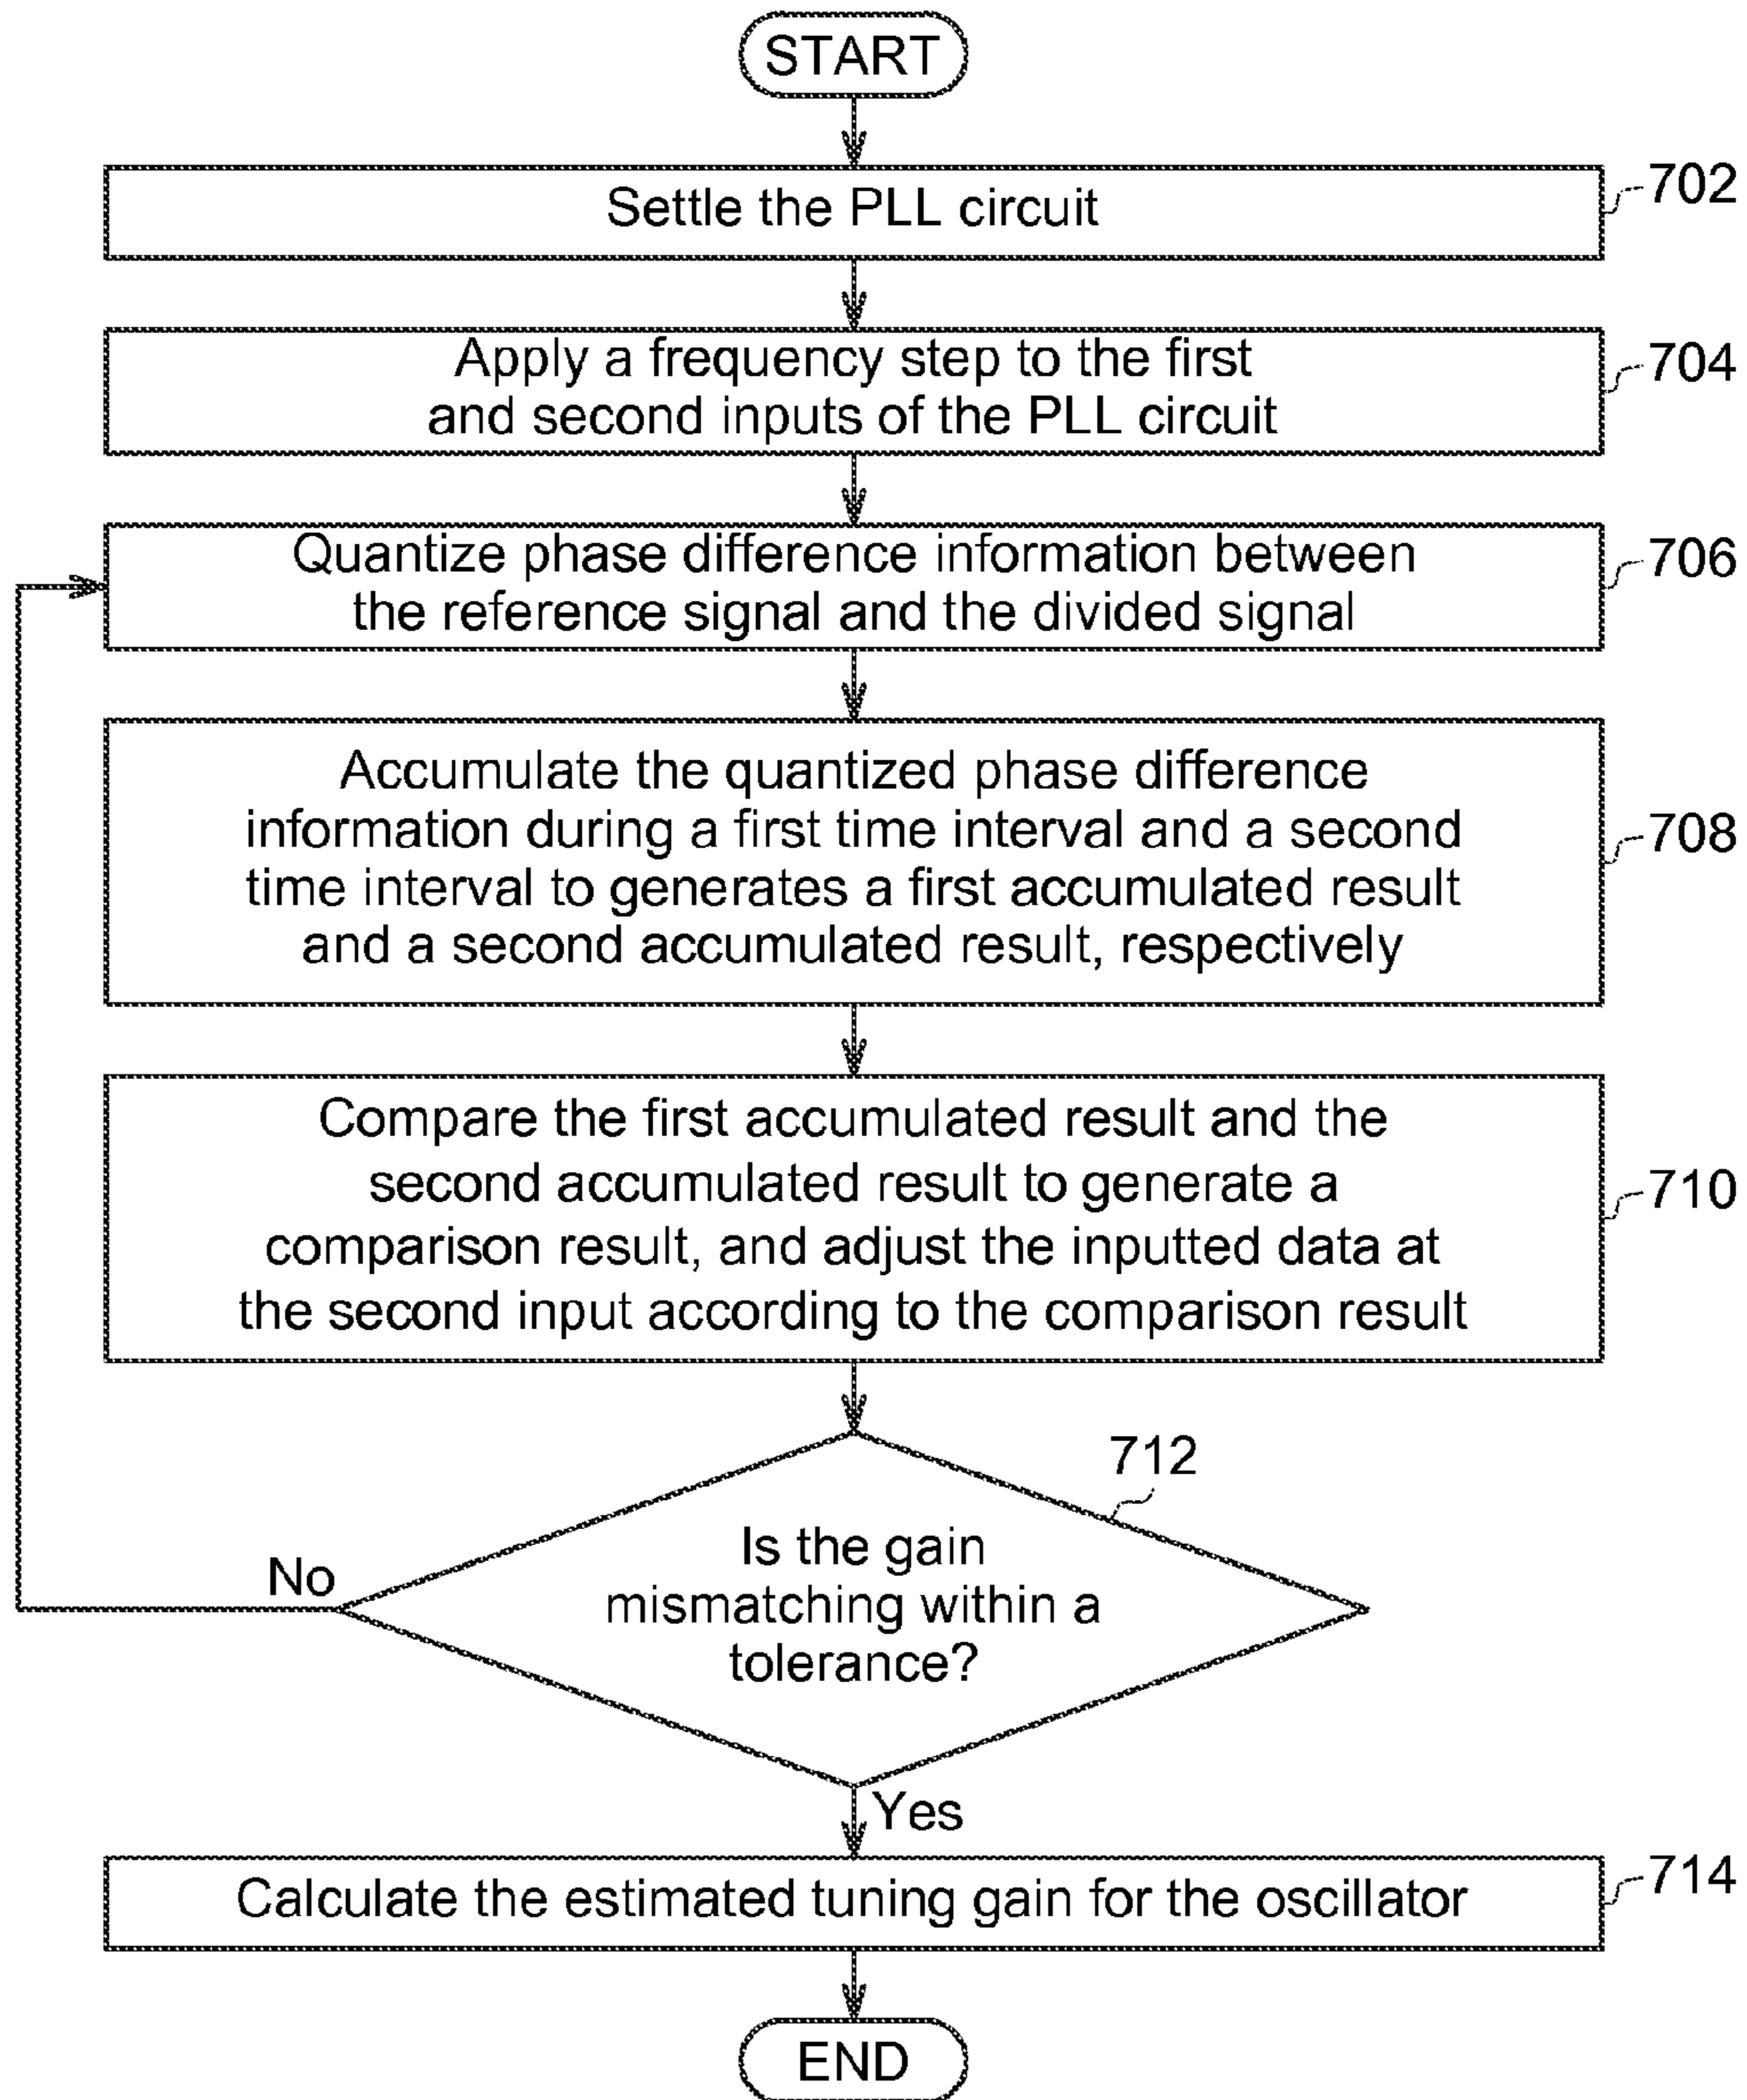 START
Settle the PLL circuit
702
Apply a frequency step to the first
and second inputs of the PLL circuit
704
Quantize phase difference information between
the reference signal and the divided signal
706
Accumulate the quantized phase difference
information during a first time interval and a second
time interval to generates a first accumulated result
and a second accumulated result, respectively
708
Compare the first accumulated result and the
second accumulated result to generate a
comparison result, and adjust the inputted data at
the second input according to the comparison result
710
712
Is the gain
mismatching within a
tolerance?
No
Yes
Calculate the estimated tuning gain for the oscillator
714
END